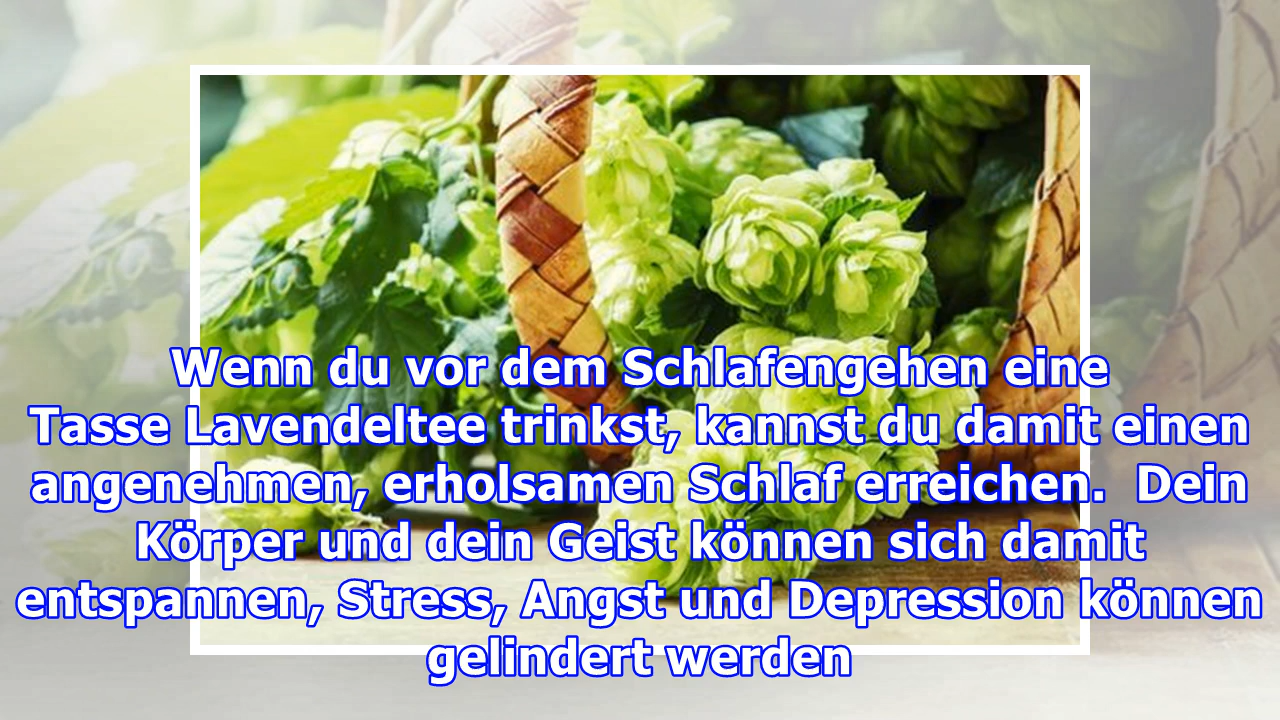 Wenn du vor dem Schlafengehen eine
Tasse Lavendeltee trinkst, kannst du damit einen
angenehmen, erholsamen Schlaf erreichen.  Dein
Körper und dein Geist können sich damit
entspannen, Stress, Angst und Depression können
gelindert werden